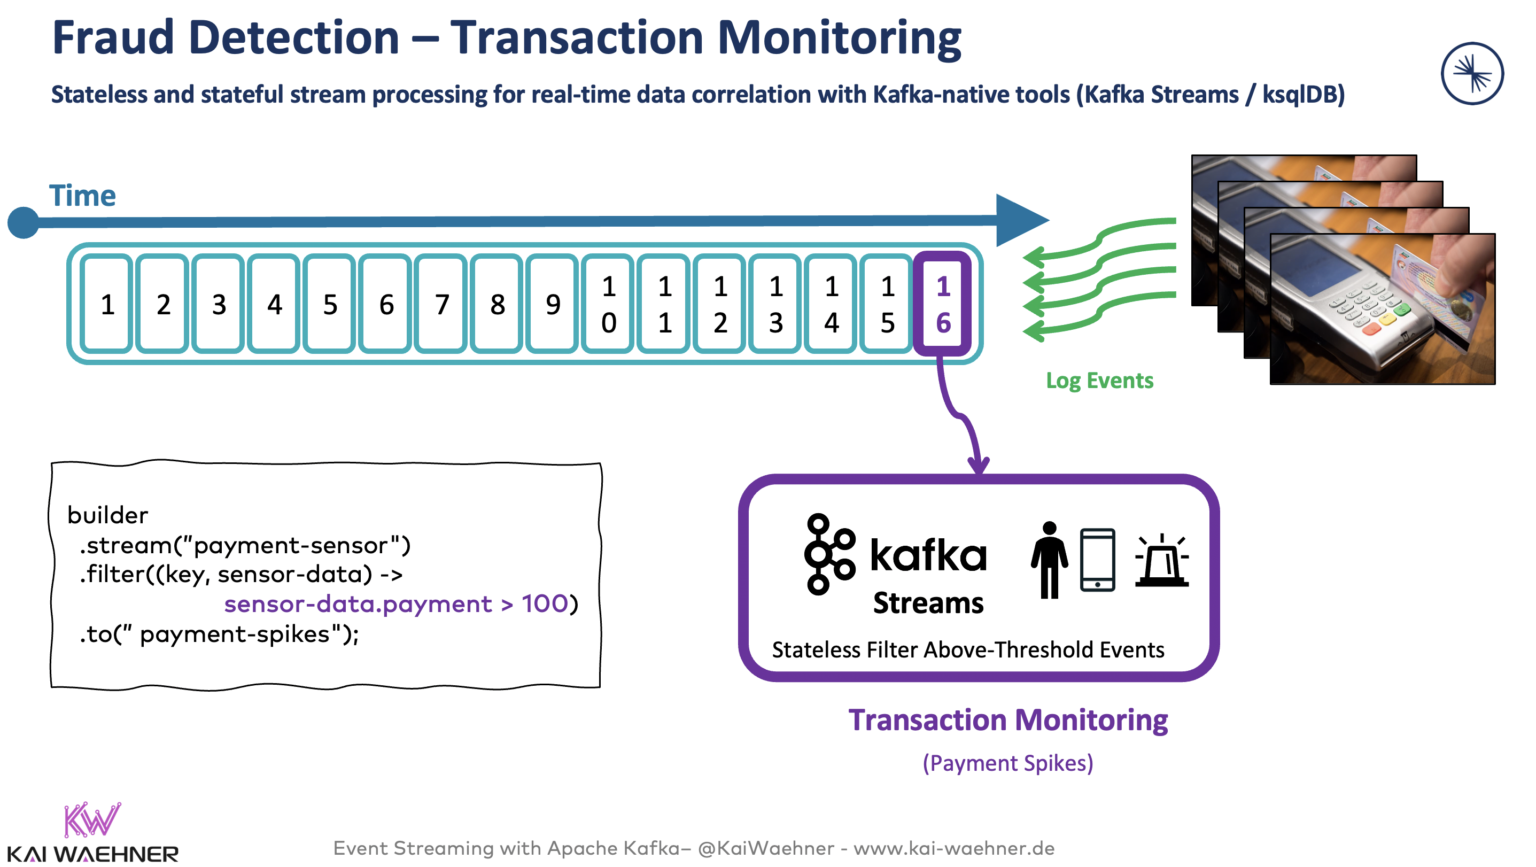 Fraud Detection – Transaction Monitoring
Stateless and stateful stream processing for real-time data correlation with Kafka-native tools (Kafka Streams / ksqlDB)
Time
1 2 3 4 5 6 7 8 9 10 11 12 13 14 15 16
Log Events
builder
.stream(”payment-sensor")
.filter((key, sensor-data) ->
sensor-data.payment > 100)
.to(” payment-spikes");
kafka
Streams
Stateless Filter Above-Threshold Events
Transaction Monitoring
(Payment Spikes)
KW
KAI WAEHNER
Event Streaming with Apache Kafka– @KaiWaehner - www.kai-waehner.de